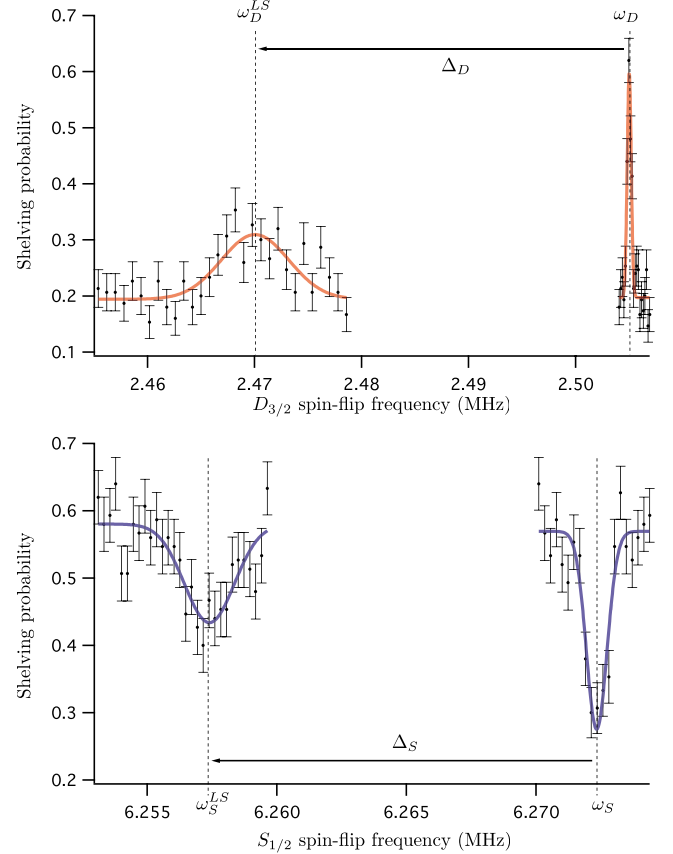 ω_D^{LS} ω_D
0.7
0.6
0.5
0.4
0.3
0.2
0.1
Shelving probability
Δ_D
2.46 2.47 2.48 2.49 2.50
D_{3/2} spin-flip frequency (MHz)
0.7
0.6
0.5
0.4
0.3
0.2
Shelving probability
Δ_S
ω_S^{LS} ω_S
6.255 6.260 6.265 6.270
S_{1/2} spin-flip frequency (MHz)